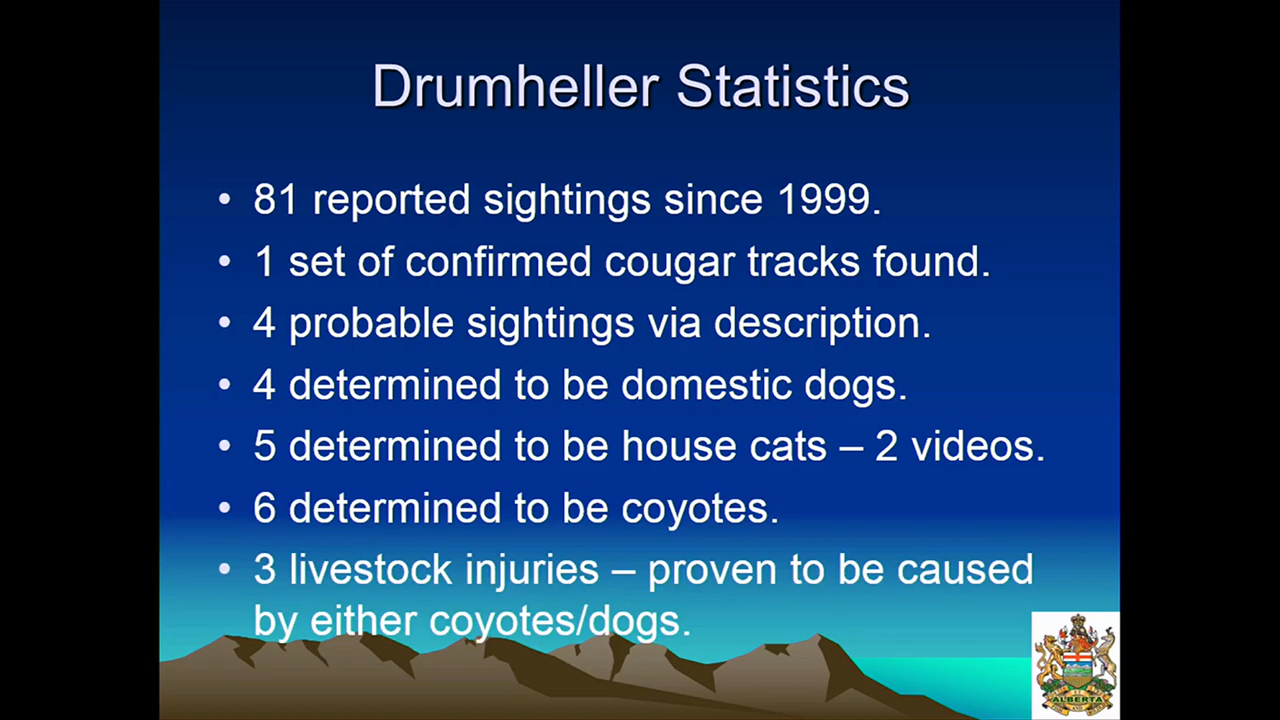 Drumheller Statistics
• 81 reported sightings since 1999.
• 1 set of confirmed cougar tracks found.
• 4 probable sightings via description.
• 4 determined to be domestic dogs.
• 5 determined to be house cats – 2 videos.
• 6 determined to be coyotes.
• 3 livestock injuries – proven to be caused
by either coyotes/dogs.
ALBERTA